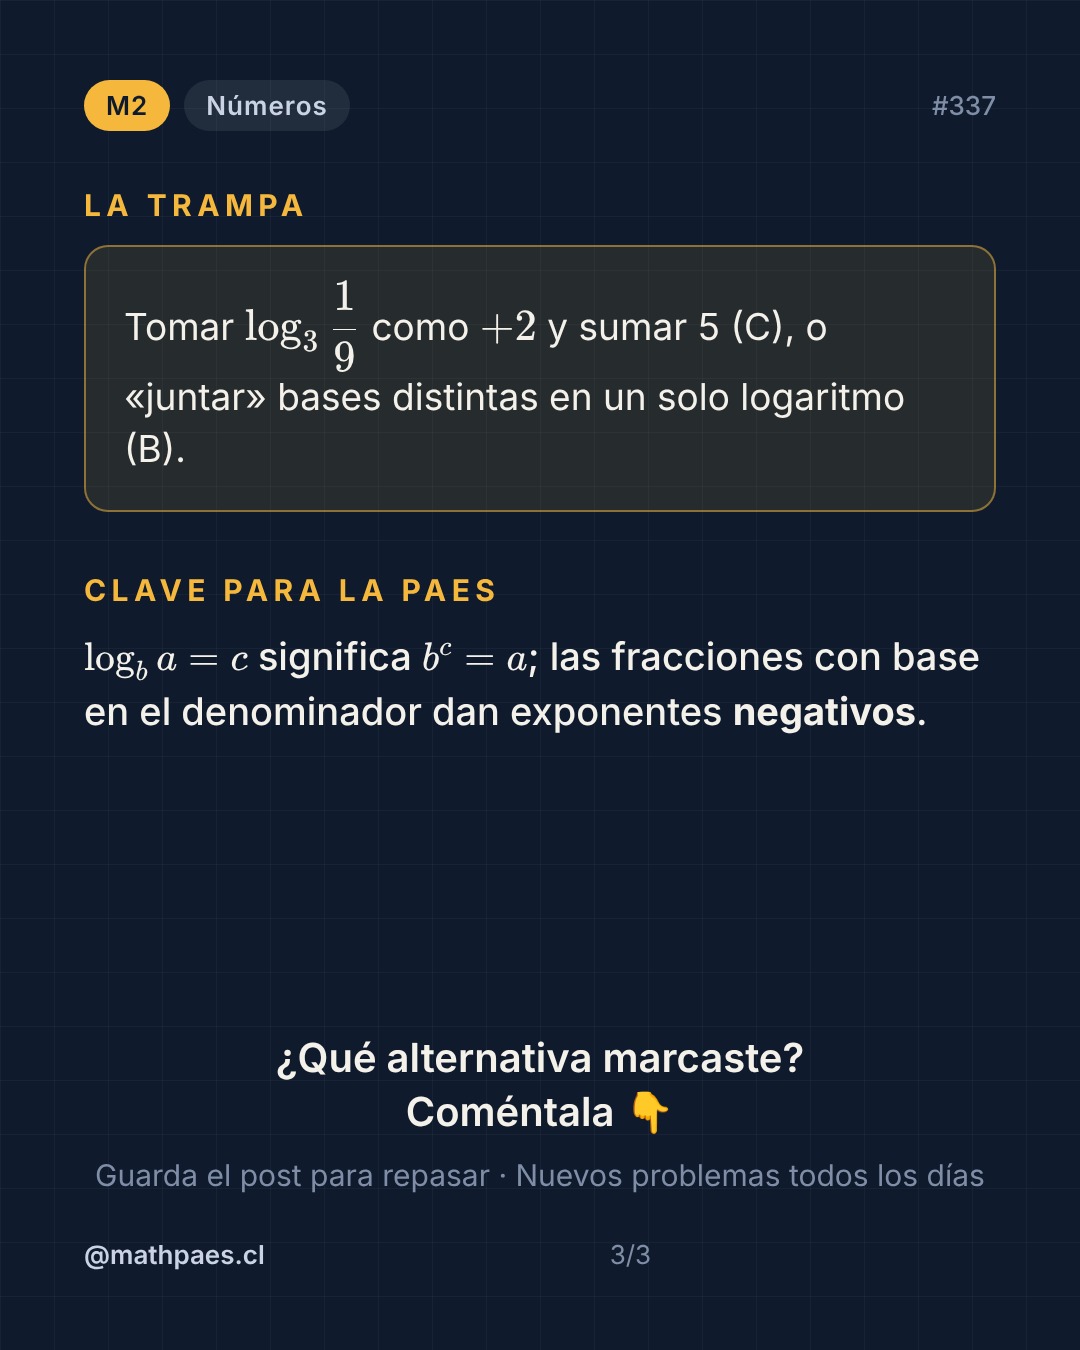 M2 Números #337
LA TRAMPA
Tomar log₃ 1/9 como +2 y sumar 5 (C), o
«juntar» bases distintas en un solo logaritmo
(B).
CLAVE PARA LA PAES
log_b a = c significa b^c = a; las fracciones con base
en el denominador dan exponentes negativos.
¿Qué alternativa marcaste?
Coméntala 👇
Guarda el post para repasar · Nuevos problemas todos los días
@mathpaes.cl 3/3